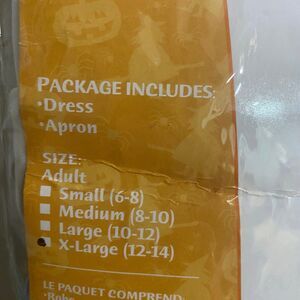 PACKAGE INCLUDES:
•Dress
•Apron
SIZE:
Adult
Small (6-8)
Medium (8-10)
Large (10-12)
X-Large (12-14)
LE PAQUET COMPREND: